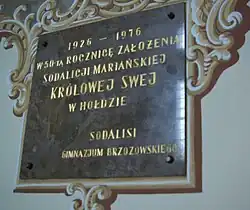 1926 - 1976
W 50-TĄ ROCZNICĘ ZAŁOŻENIA
SODALICJI MARIAŃSKIEJ
KRÓLOWEJ SWEJ
W HOŁDZIE
SODALISI
GIMNAZJUM BRZOZOWSKIEGO